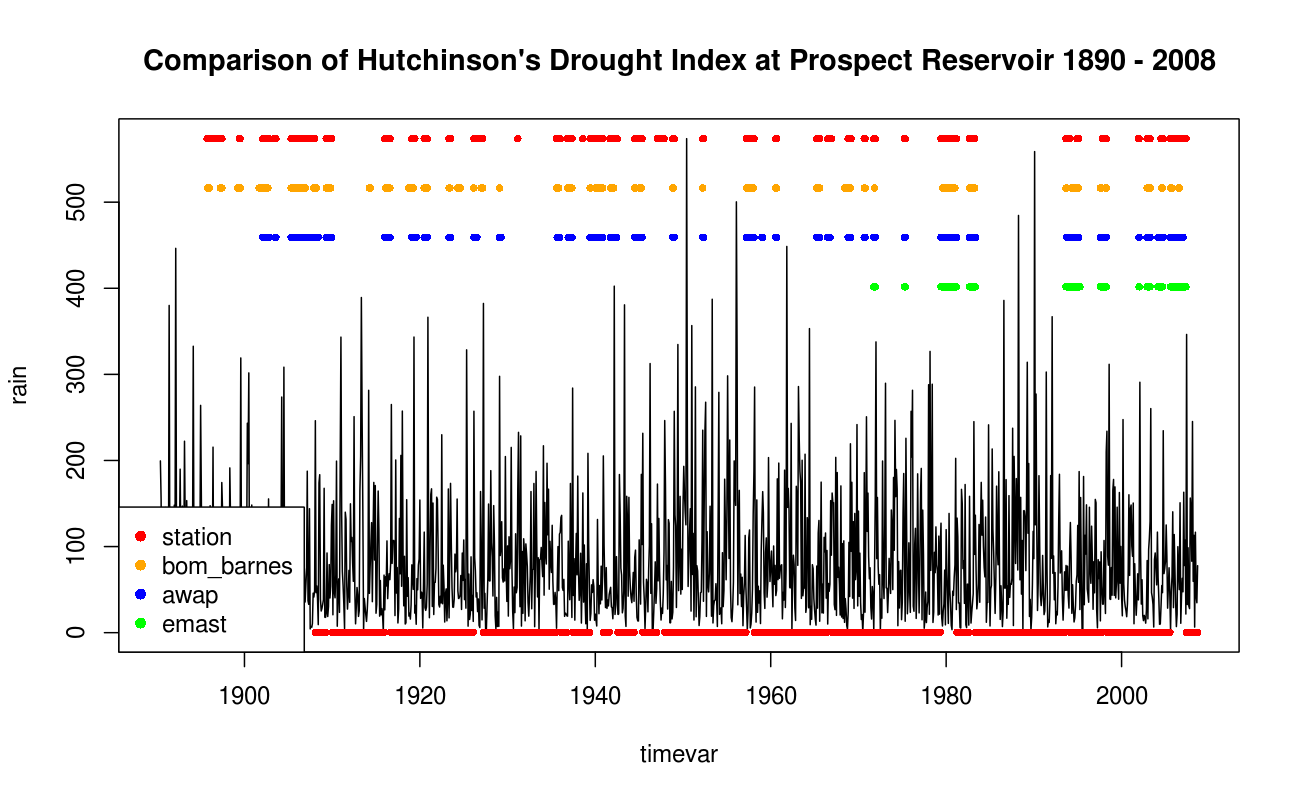 Comparison of Hutchinson's Drought Index at Prospect Reservoir 1890 - 2008
rain
500
400
300
200
100
0
station
bom_barnes
awap
emast
1900 1920 1940 1960 1980 2000
timevar